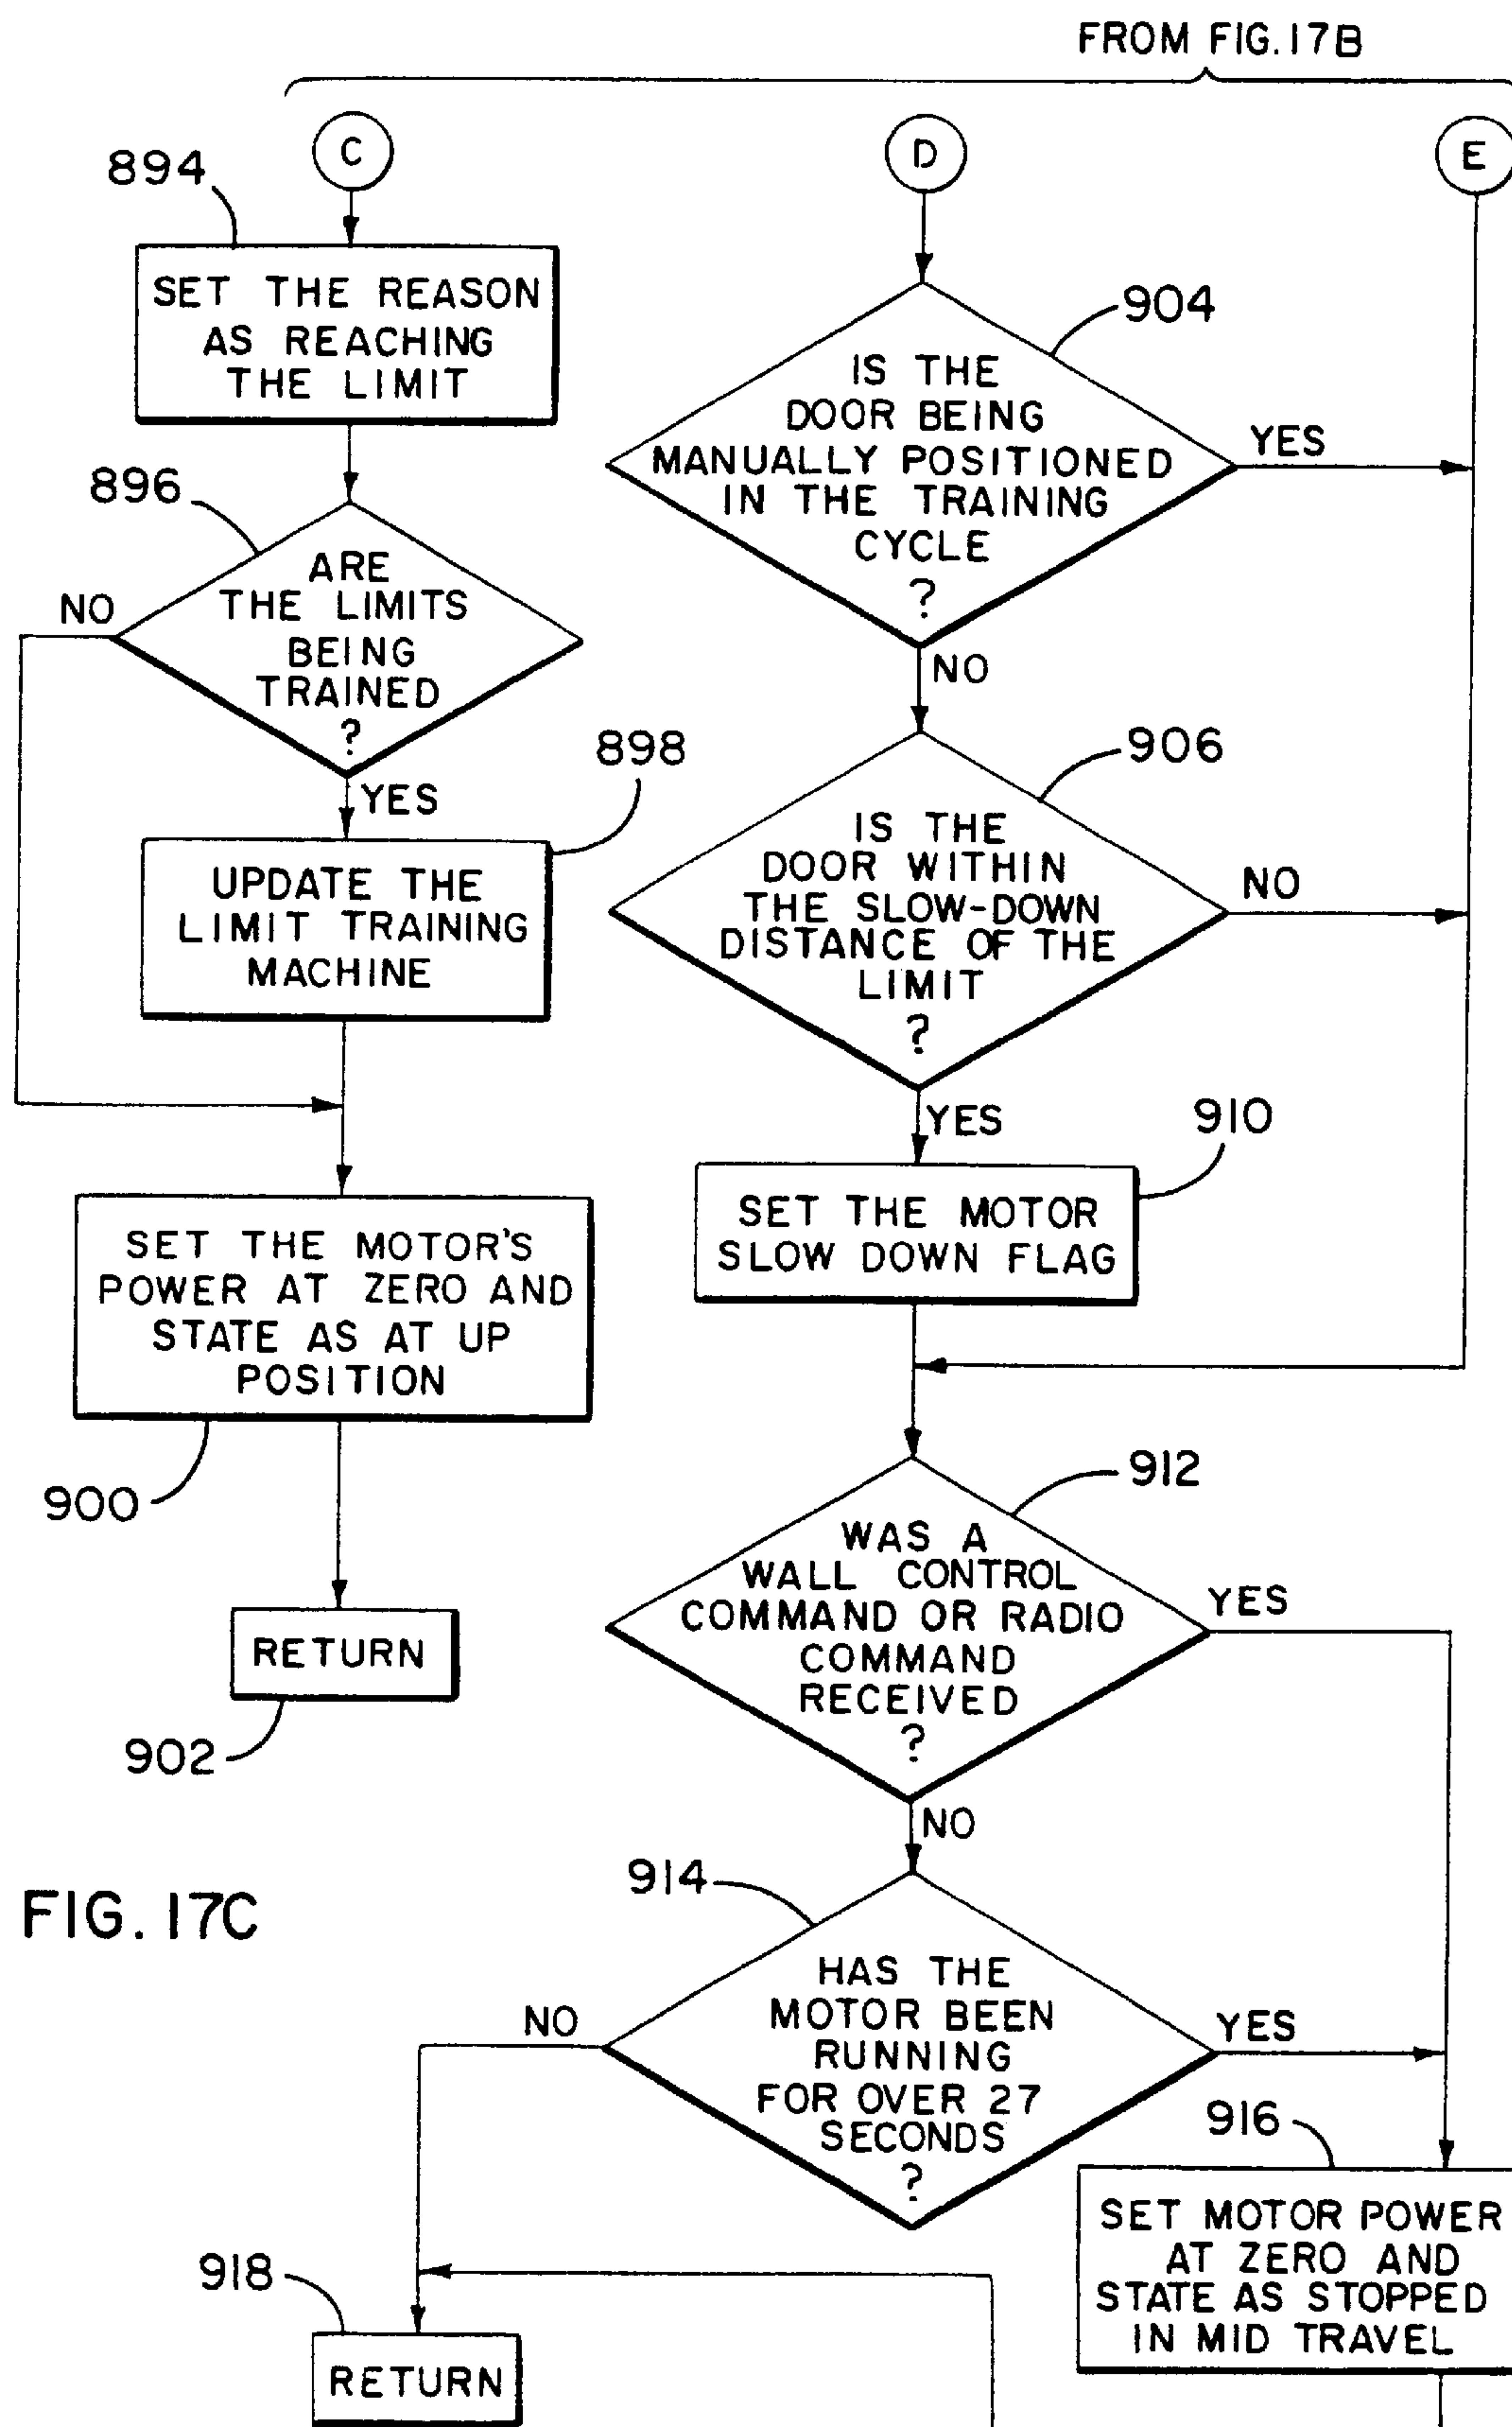 FROM FIG. 17B
C
D
E
894
SET THE REASON
AS REACHING
THE LIMIT
896
ARE
THE LIMITS
BEING
TRAINED
?
NO
YES
898
UPDATE THE
LIMIT TRAINING
MACHINE
SET THE MOTOR'S
POWER AT ZERO AND
STATE AS AT UP
POSITION
900
RETURN
902
904
IS THE
DOOR BEING
MANUALLY POSITIONED
IN THE TRAINING
CYCLE
?
YES
NO
906
IS THE
DOOR WITHIN
THE SLOW-DOWN
DISTANCE OF THE
LIMIT
?
NO
YES
910
SET THE MOTOR
SLOW DOWN FLAG
912
WAS A
WALL CONTROL
COMMAND OR RADIO
COMMAND
RECEIVED
?
YES
NO
914
HAS THE
MOTOR BEEN
RUNNING
FOR OVER 27
SECONDS
?
NO
YES
916
SET MOTOR POWER
AT ZERO AND
STATE AS STOPPED
IN MID TRAVEL
918
RETURN
FIG. 17C